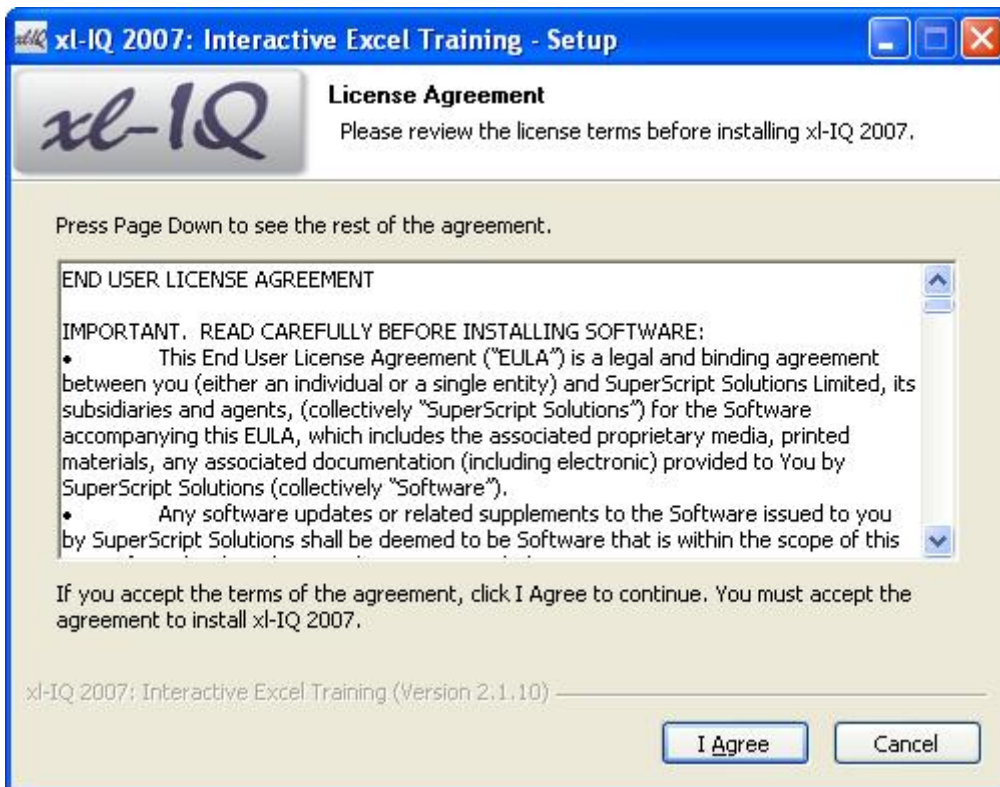 xl-IQ xl-IQ 2007: Interactive Excel Training - Setup
xl-IQ
License Agreement
Please review the license terms before installing xl-IQ 2007.
Press Page Down to see the rest of the agreement.
END USER LICENSE AGREEMENT
IMPORTANT.  READ CAREFULLY BEFORE INSTALLING SOFTWARE:
•	This End User License Agreement (“EULA”) is a legal and binding agreement
between you (either an individual or a single entity) and SuperScript Solutions Limited, its
subsidiaries and agents, (collectively “SuperScript Solutions”) for the Software
accompanying this EULA, which includes the associated proprietary media, printed
materials, any associated documentation (including electronic) provided to You by
SuperScript Solutions (collectively “Software”).
•	Any software updates or related supplements to the Software issued to you
by SuperScript Solutions shall be deemed to be Software that is within the scope of this
If you accept the terms of the agreement, click I Agree to continue. You must accept the
agreement to install xl-IQ 2007.
xl-IQ 2007: Interactive Excel Training (Version 2.1.10)
I Agree
Cancel